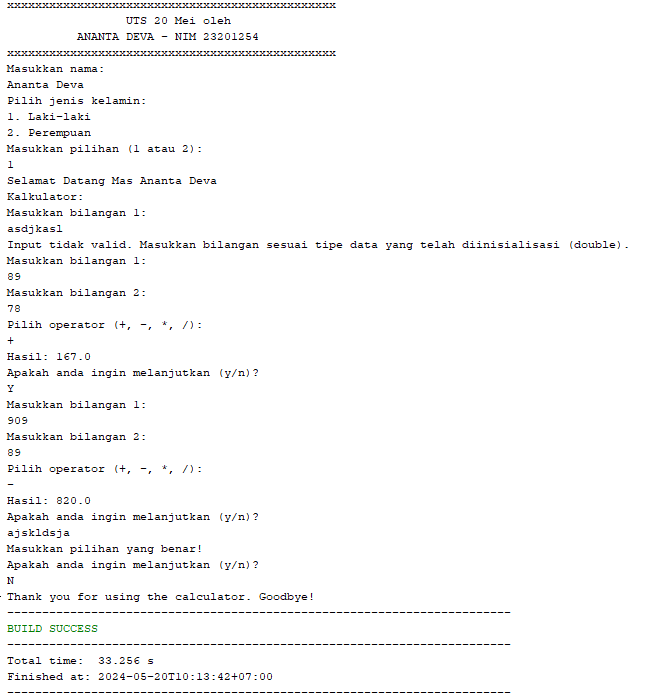 xxxxxxxxxxxxxxxxxxxxxxxxxxxxxxxxxxxxxxxxxxxxxxx
UTS 20 Mei oleh
ANANTA DEVA - NIM 23201254
xxxxxxxxxxxxxxxxxxxxxxxxxxxxxxxxxxxxxxxxxxxxxxx
Masukkan nama:
Ananta Deva
Pilih jenis kelamin:
1. Laki-laki
2. Perempuan
Masukkan pilihan (1 atau 2):
1
Selamat Datang Mas Ananta Deva
Kalkulator:
Masukkan bilangan 1:
asdjkasl
Input tidak valid. Masukkan bilangan sesuai tipe data yang telah diinisialisasi (double).
Masukkan bilangan 1:
89
Masukkan bilangan 2:
78
Pilih operator (+, -, *, /):
+
Hasil: 167.0
Apakah anda ingin melanjutkan (y/n)?
Y
Masukkan bilangan 1:
909
Masukkan bilangan 2:
89
Pilih operator (+, -, *, /):
-
Hasil: 820.0
Apakah anda ingin melanjutkan (y/n)?
ajskldsja
Masukkan pilihan yang benar!
Apakah anda ingin melanjutkan (y/n)?
N
Thank you for using the calculator. Goodbye!
------------------------------------------------------------------------
BUILD SUCCESS
------------------------------------------------------------------------
Total time:  33.256 s
Finished at: 2024-05-20T10:13:42+07:00
------------------------------------------------------------------------